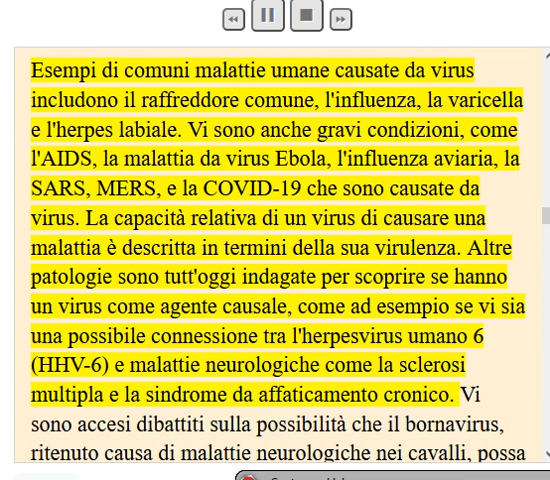 Esempi di comuni malattie umane causate da virus
includono il raffreddore comune, l'influenza, la varicella
e l'herpes labiale. Vi sono anche gravi condizioni, come
l'AIDS, la malattia da virus Ebola, l'influenza aviaria, la
SARS, MERS, e la COVID-19 che sono causate da
virus. La capacità relativa di un virus di causare una
malattia è descritta in termini della sua virulenza. Altre
patologie sono tutt'oggi indagate per scoprire se hanno
un virus come agente causale, come ad esempio se vi sia
una possibile connessione tra l'herpesvirus umano 6
(HHV-6) e malattie neurologiche come la sclerosi
multipla e la sindrome da affaticamento cronico. Vi
sono accesi dibattiti sulla possibilità che il bornavirus,
ritenuto causa di malattie neurologiche nei cavalli, possa